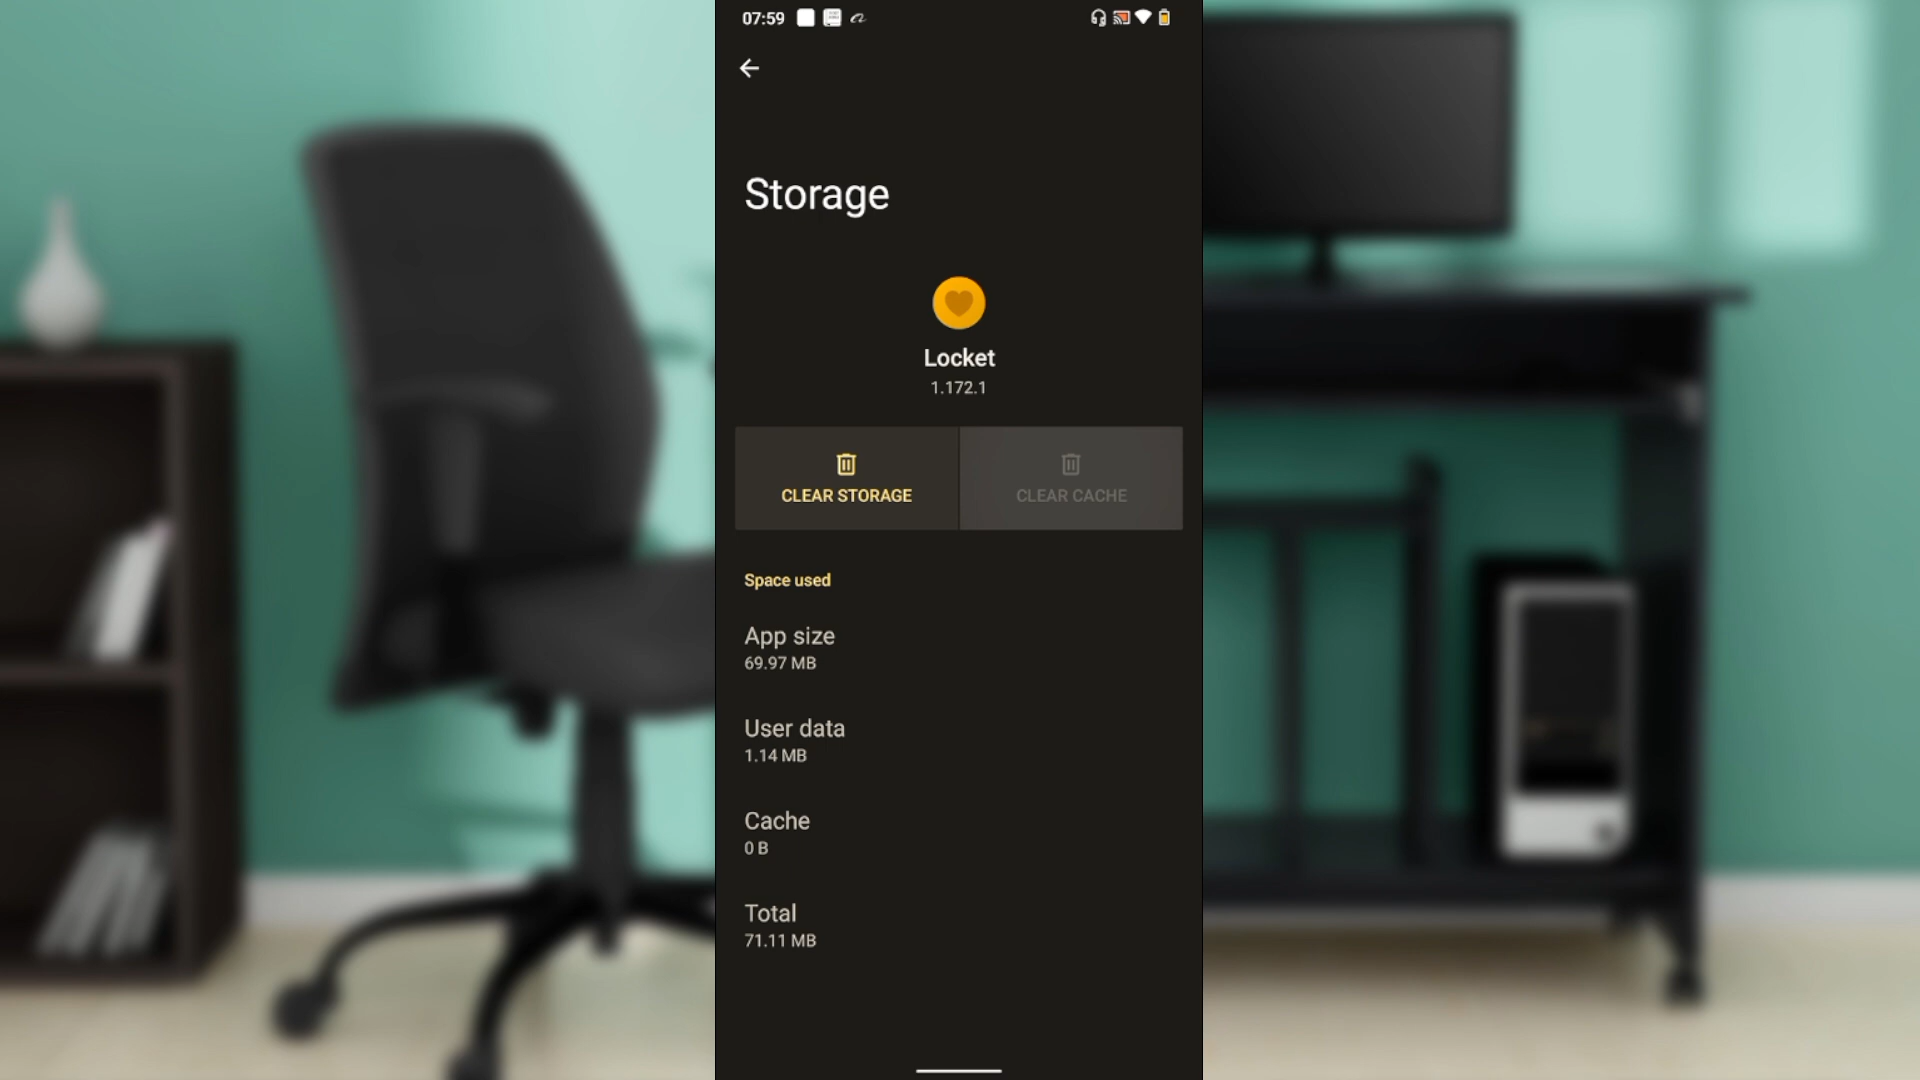 07:59
Storage
Locket
1.172.1
CLEAR STORAGE
CLEAR CACHE
Space used
App size
69.97 MB
User data
1.14 MB
Cache
0 B
Total
71.11 MB